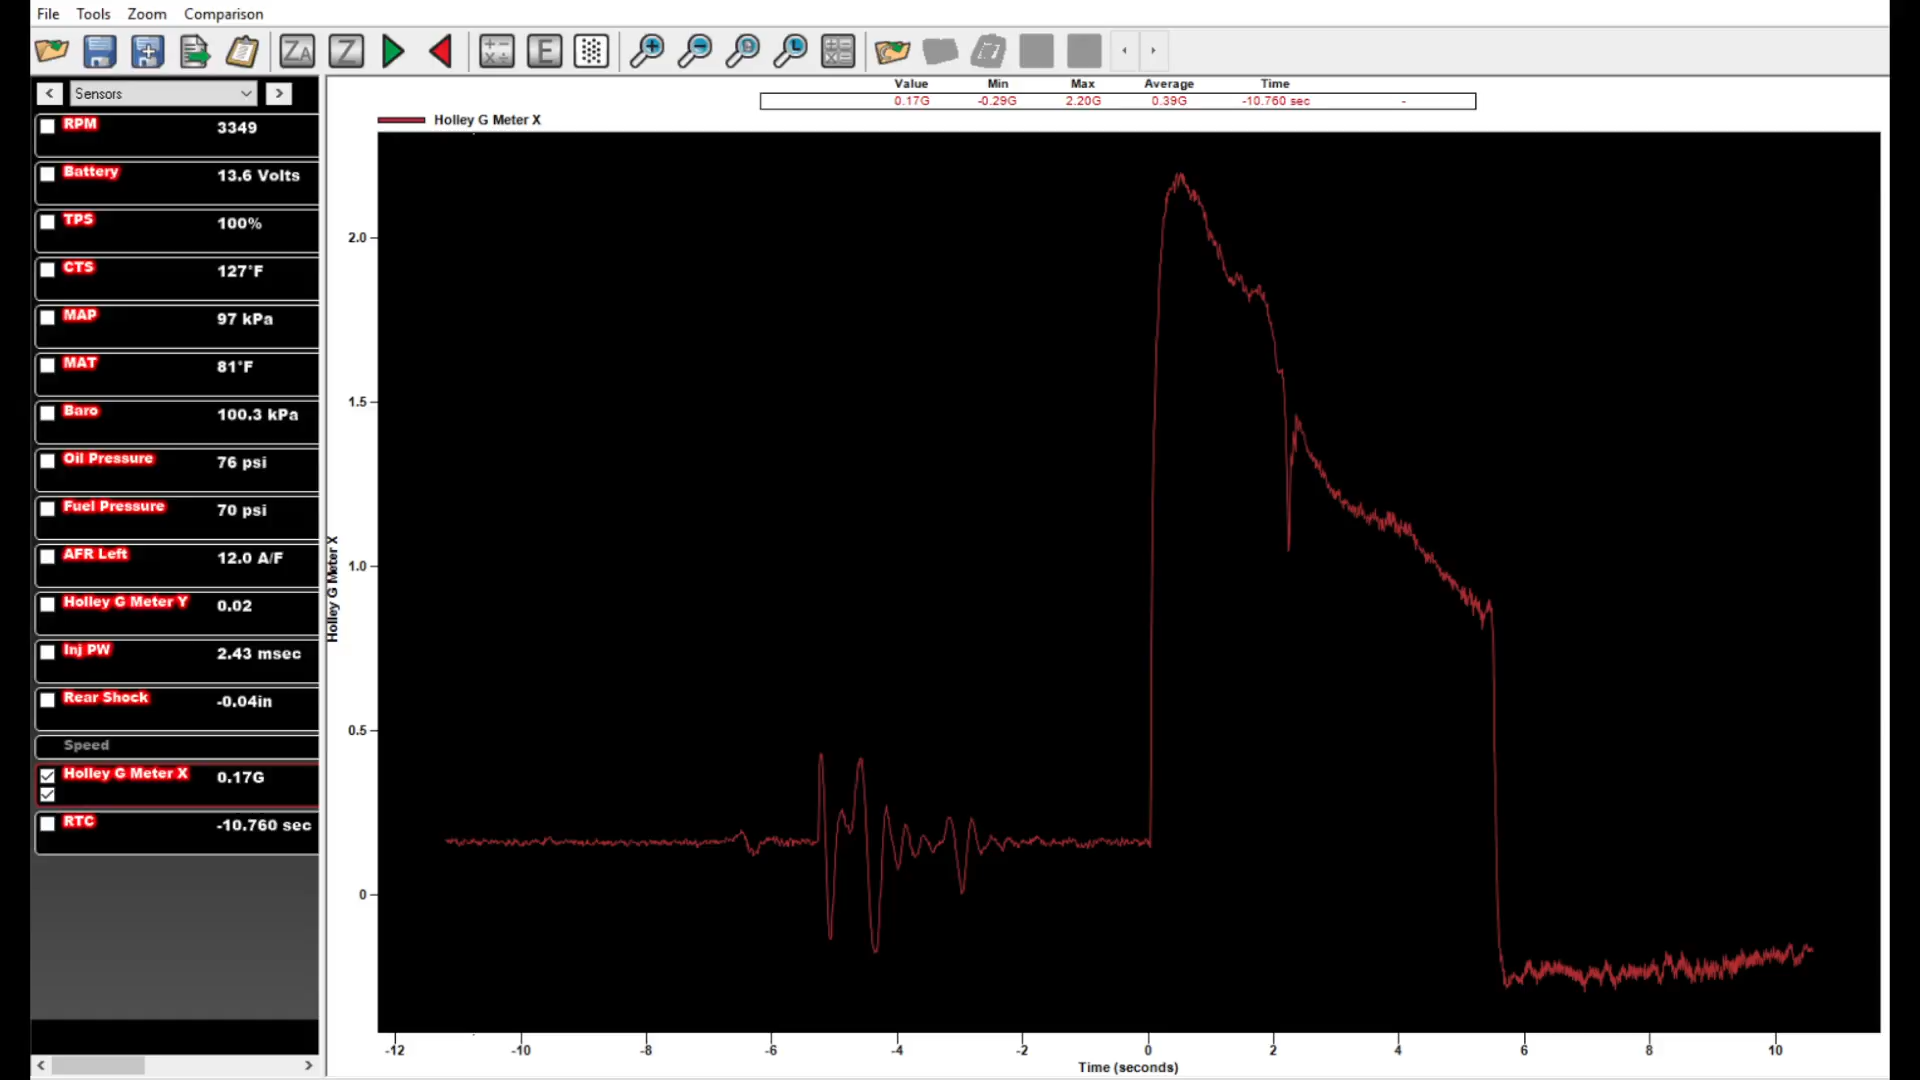 File Tools Zoom Comparison
ZA Z E
Sensors
RPM 3349
Battery 13.6 Volts
TPS 100%
CTS 127°F
MAP 97 kPa
MAT 81°F
Baro 100.3 kPa
Oil Pressure 76 psi
Fuel Pressure 70 psi
AFR Left 12.0 A/F
Holley G Meter Y 0.02
Inj PW 2.43 msec
Rear Shock -0.04in
Speed
Holley G Meter X 0.17G
RTC -10.760 sec
Value Min Max Average Time
0.17G -0.29G 2.20G 0.39G -10.760 sec -
Holley G Meter X
Holley G Meter X
2.0
1.5
1.0
0.5
0
-12 -10 -8 -6 -4 -2 0 2 4 6 8 10
Time (seconds)